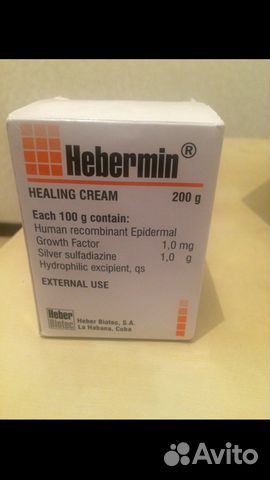 Hebermin®
HEALING CREAM 200 g
Each 100 g contain:
Human recombinant Epidermal
Growth Factor 1,0 mg
Silver sulfadiazine 1,0 g
Hydrophilic excipient, qs
EXTERNAL USE
Heber
Biotec
Heber Biotec, S.A.
La Habana, Cuba
Avito